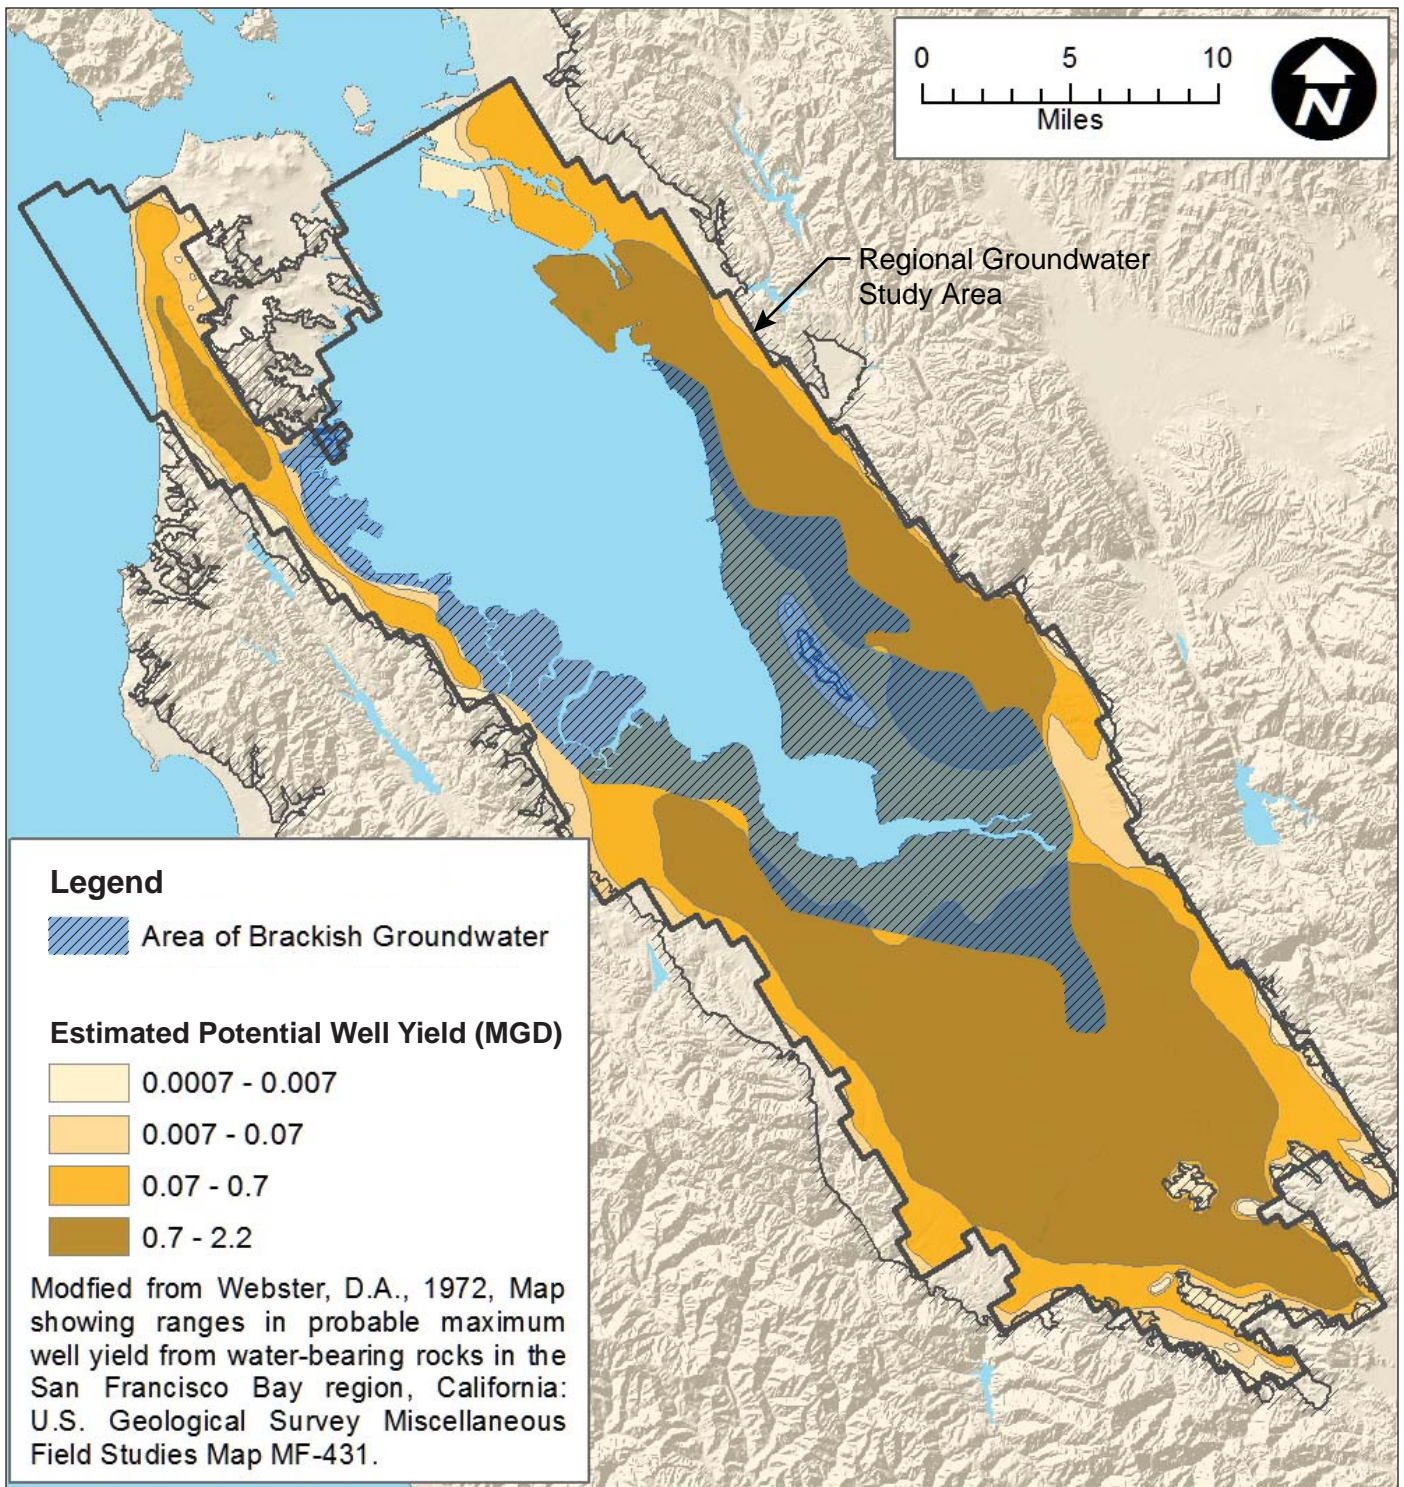 0 5 10
Miles
N
Regional Groundwater
Study Area
Legend
Area of Brackish Groundwater
Estimated Potential Well Yield (MGD)
0.0007 - 0.007
0.007 - 0.07
0.07 - 0.7
0.7 - 2.2
Modfied from Webster, D.A., 1972, Map
showing ranges in probable maximum
well yield from water-bearing rocks in the
San Francisco Bay region, California:
U.S. Geological Survey Miscellaneous
Field Studies Map MF-431.